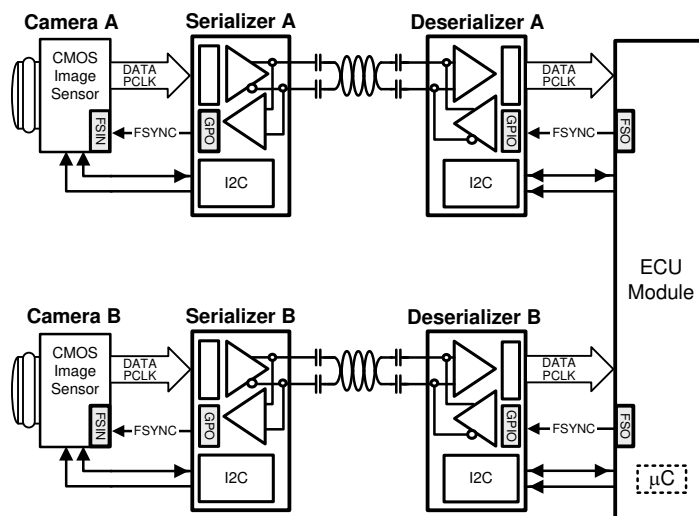 Camera A
Serializer A
Deserializer A
CMOS
Image
Sensor
DATA
PCLK
DATA
PCLK
FSIN
FSYNC
GPO
GPIO
FSYNC
FSO
I2C
I2C
ECU
Module
Camera B
Serializer B
Deserializer B
CMOS
Image
Sensor
DATA
PCLK
DATA
PCLK
FSIN
FSYNC
GPO
GPIO
FSYNC
FSO
I2C
I2C
μC